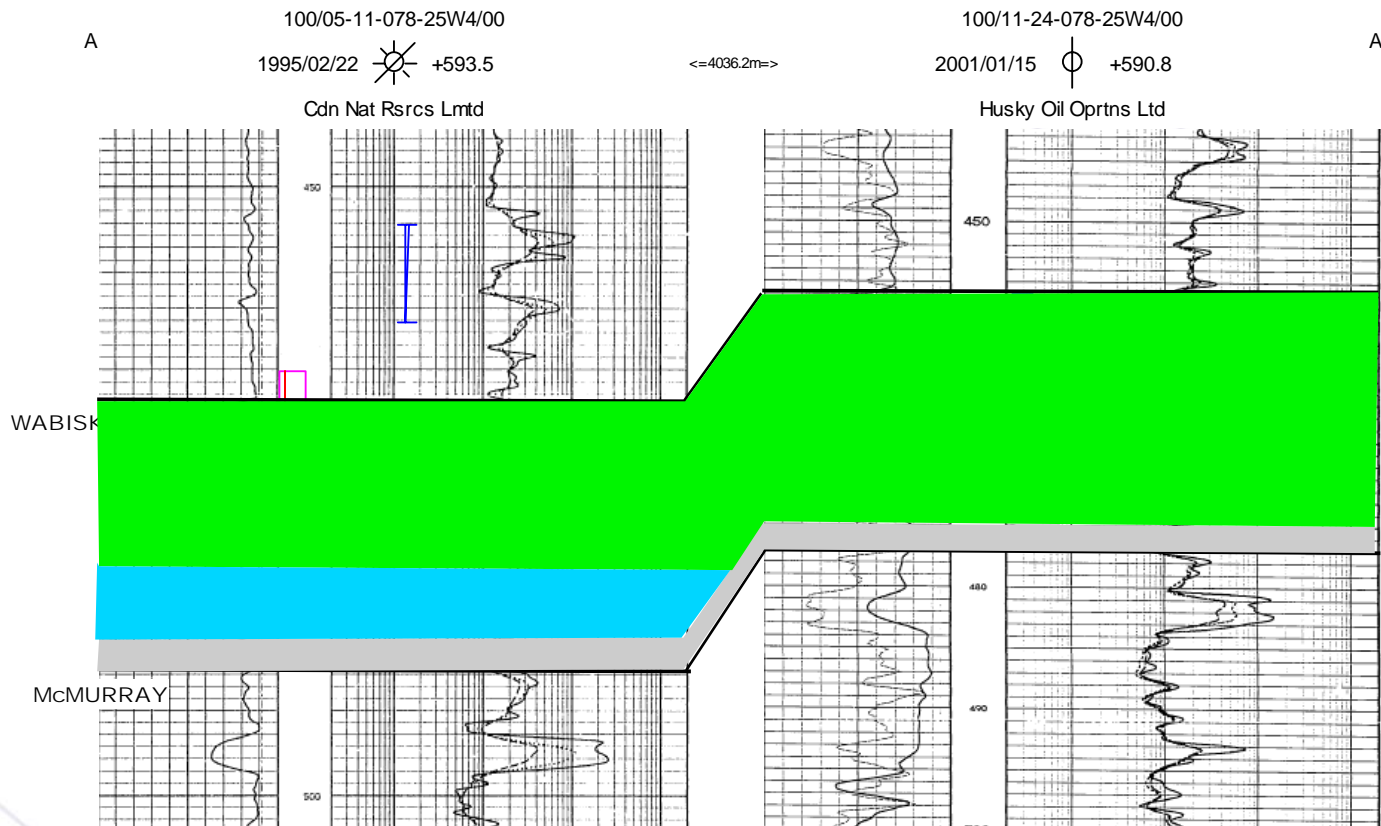 100/05-11-078-25W4/00
100/11-24-078-25W4/00
A
A
1995/02/22 +593.5
<=4036.2m=>
2001/01/15 +590.8
Cdn Nat Rsrcs Lmtd
Husky Oil Oprtns Ltd
450
450
WABISK
480
McMURRAY
490
500